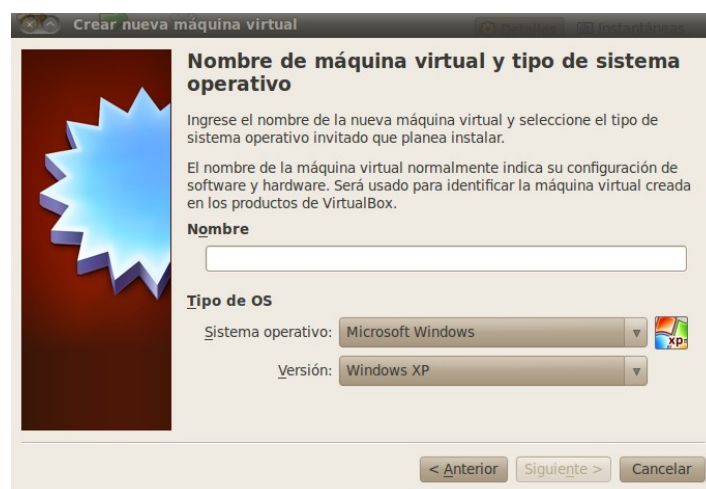 Crear nueva máquina virtual
Detalles
Instantáneas
Nombre de máquina virtual y tipo de sistema
operativo
Ingrese el nombre de la nueva máquina virtual y seleccione el tipo de
sistema operativo invitado que planea instalar.
El nombre de la máquina virtual normalmente indica su configuración de
software y hardware. Será usado para identificar la máquina virtual creada
en los productos de VirtualBox.
Nombre
Tipo de OS
Sistema operativo: Microsoft Windows
xp
Versión: Windows XP
< Anterior Siguiente > Cancelar